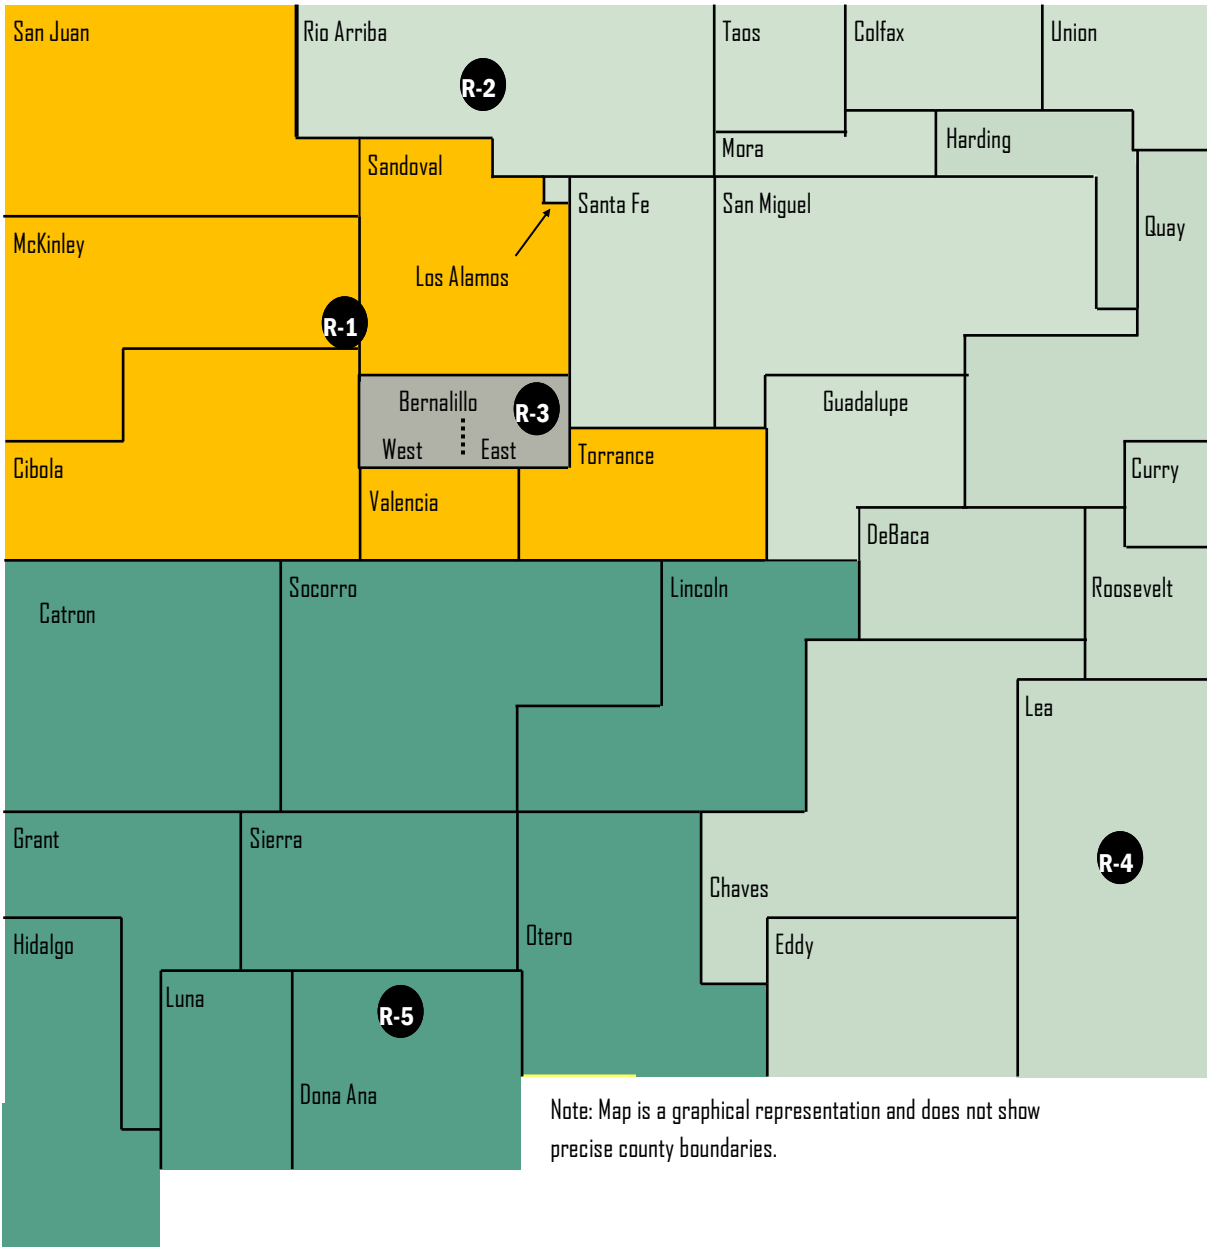 San Juan
Rio Arriba
Taos
Colfax
Union
R-2
Mora
Harding
Sandoval
Santa Fe
San Miguel
Quay
McKinley
Los Alamos
R-1
Bernalillo
R-3
Guadalupe
West
East
Torrance
Cibola
Curry
Valencia
DeBaca
Catron
Socorro
Lincoln
Roosevelt
Lea
Grant
Sierra
R-4
Chaves
Hidalgo
Otero
Eddy
Luna
R-5
Dona Ana
Note: Map is a graphical representation and does not show
precise county boundaries.